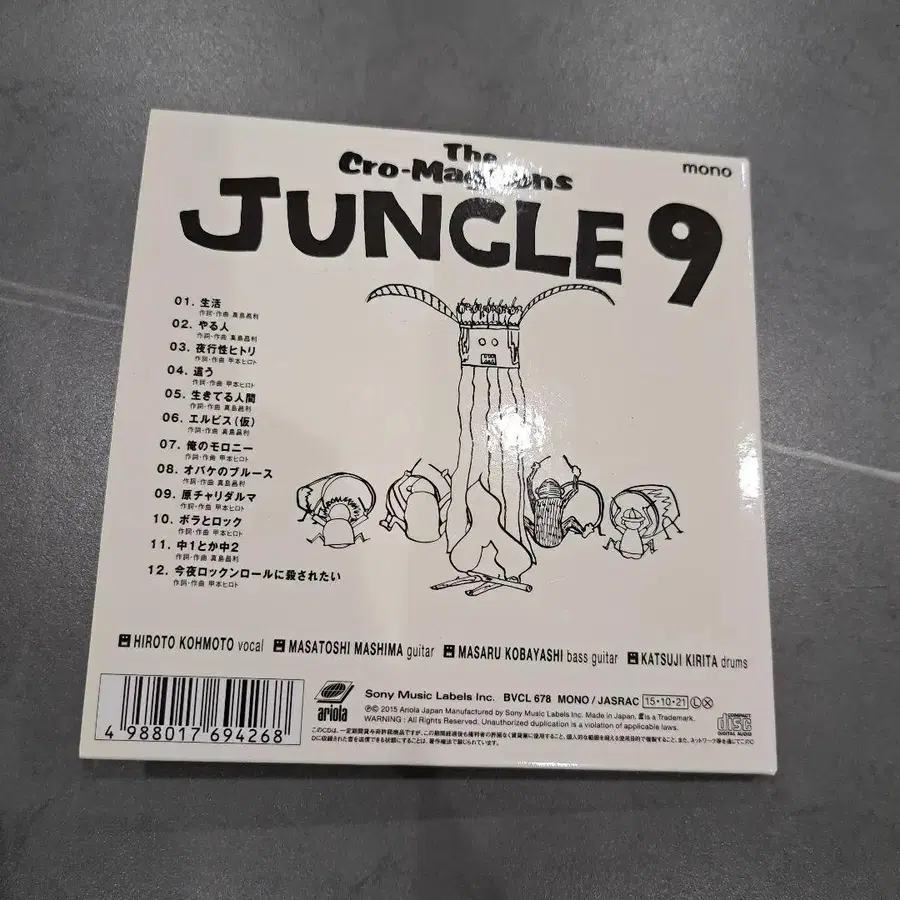 The
Cro-Magnons
mono
JUNGLE 9
01. 生活
作詞・作曲 真島昌利
02. やる人
作詞・作曲 真島昌利
03. 夜行性ヒトリ
作詞・作曲 甲本ヒロト
04. 這う
作詞・作曲 甲本ヒロト
05. 生きてる人間
作詞・作曲 真島昌利
06. エルビス(仮)
作詞・作曲 真島昌利
07. 俺のモロニー
作詞・作曲 甲本ヒロト
08. オバケのブルース
作詞・作曲 真島昌利
09. 原チャリダルマ
作詞・作曲 甲本ヒロト
10. ボラとロック
作詞・作曲 甲本ヒロト
11. 中1とか中2
作詞・作曲 真島昌利
12. 今夜ロックンロールに殺されたい
作詞・作曲 甲本ヒロト
HIROTO KOHMOTO vocal MASATOSHI MASHIMA guitar MASARU KOBAYASHI bass guitar KATSUJI KIRITA drums
4 988017 694268
ariola
Sony Music Labels Inc. BVCL 678 MONO / JASRAC 15・10・21 Ⓛ Ⓧ
℗© 2015 Ariola Japan Manufactured by Sony Music Labels Inc. Made in Japan. is a Trademark.
WARNING : All Rights Reserved. Unauthorized duplication is a violation of applicable laws.
COMPACT
disc
DIGITAL AUDIO